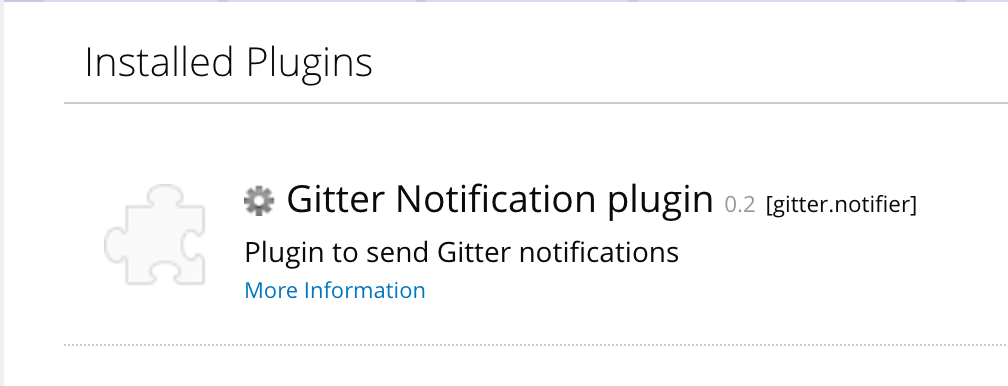 Installed Plugins
Gitter Notification plugin 0.2 [gitter.notifier]
Plugin to send Gitter notifications
More Information